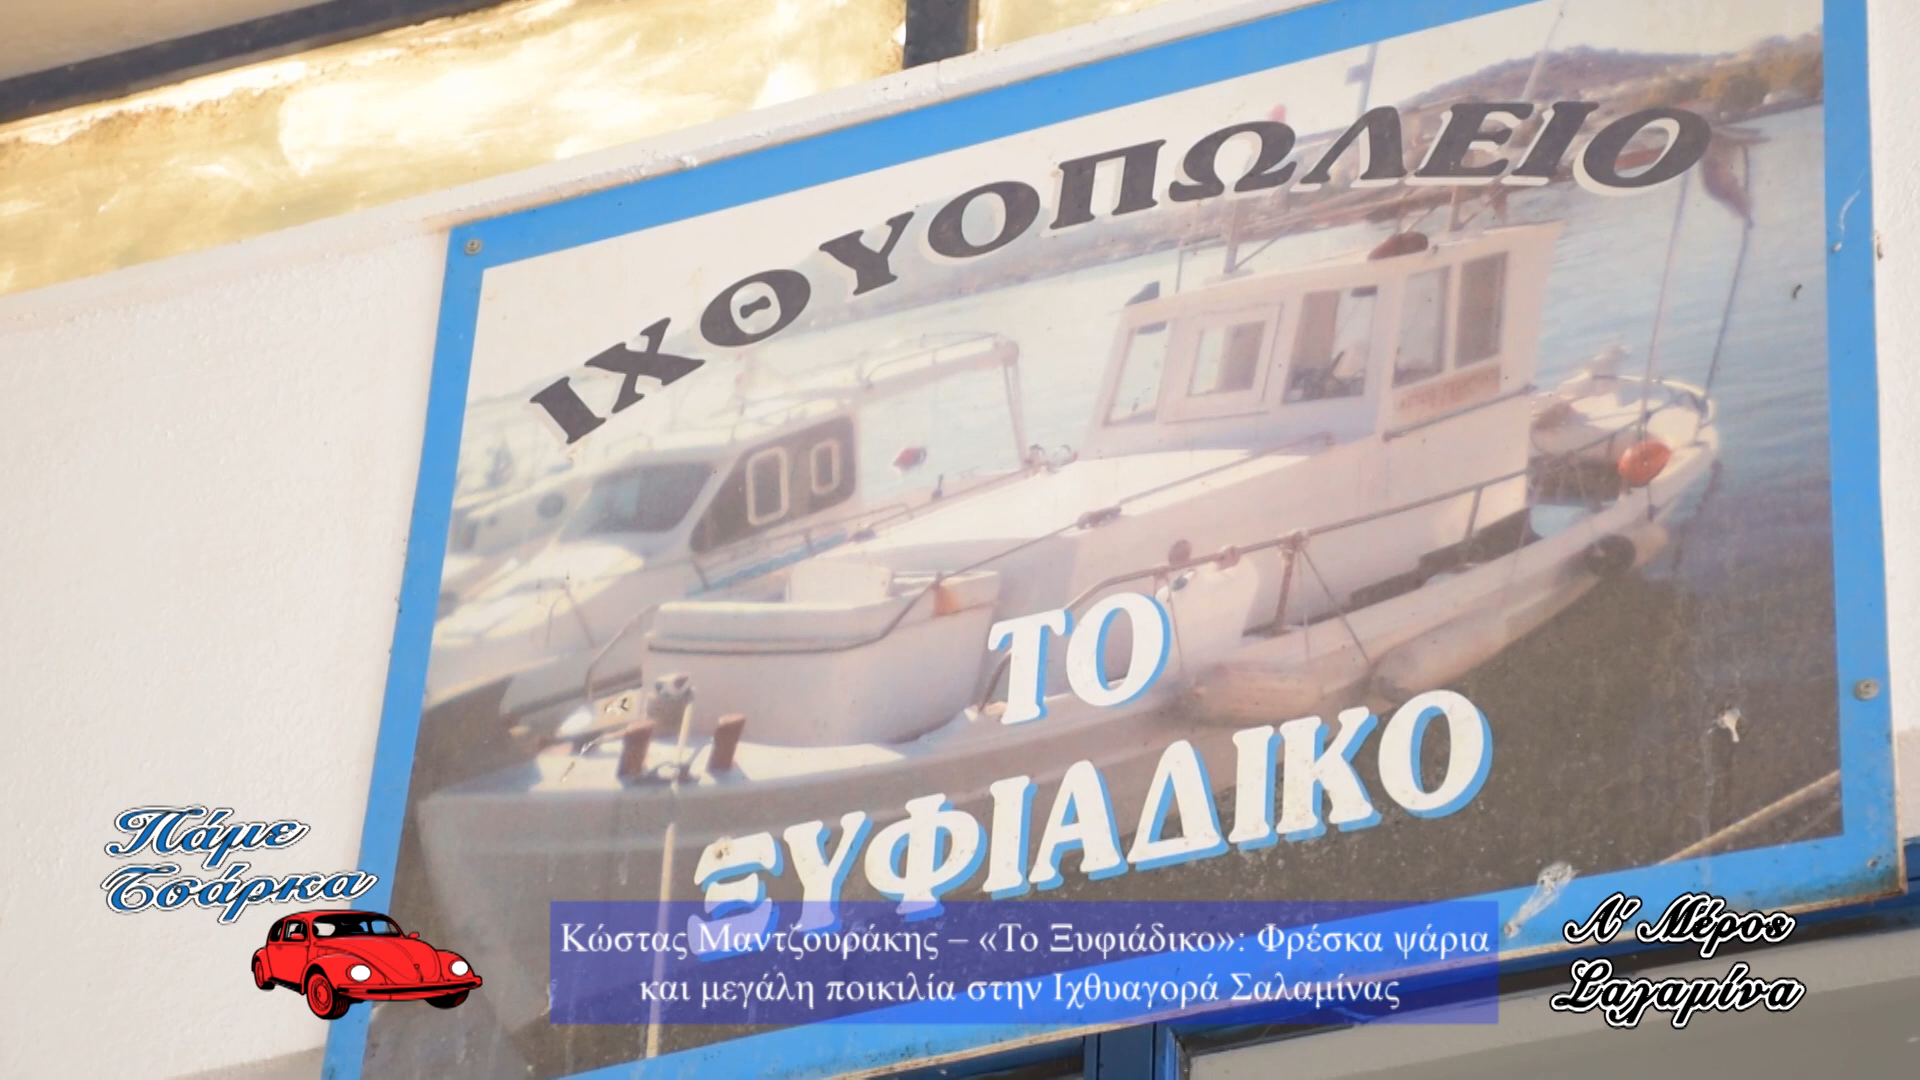 ΙΧΘΥΟΠΩΛΕΙΟ
ΤΟ
ΞΥΦΙΑΔΙΚΟ
Πάμε
Τσάρκα
Κώστας Μαντζουράκης – «Το Ξυφιάδικο»: Φρέσκα ψάρια
και μεγάλη ποικιλία στην Ιχθυαγορά Σαλαμίνας
Α' Μέρος
Σαλαμίνα